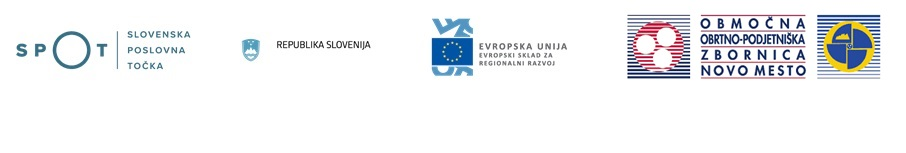 SPOT
SLOVENSKA
POSLOVNA
TOČKA
REPUBLIKA SLOVENIJA
EVROPSKA UNIJA
EVROPSKI SKLAD ZA
REGIONALNI RAZVOJ
OBMOČNA
OBRTNO-PODJETNIŠKA
ZBORNICA
NOVO MESTO